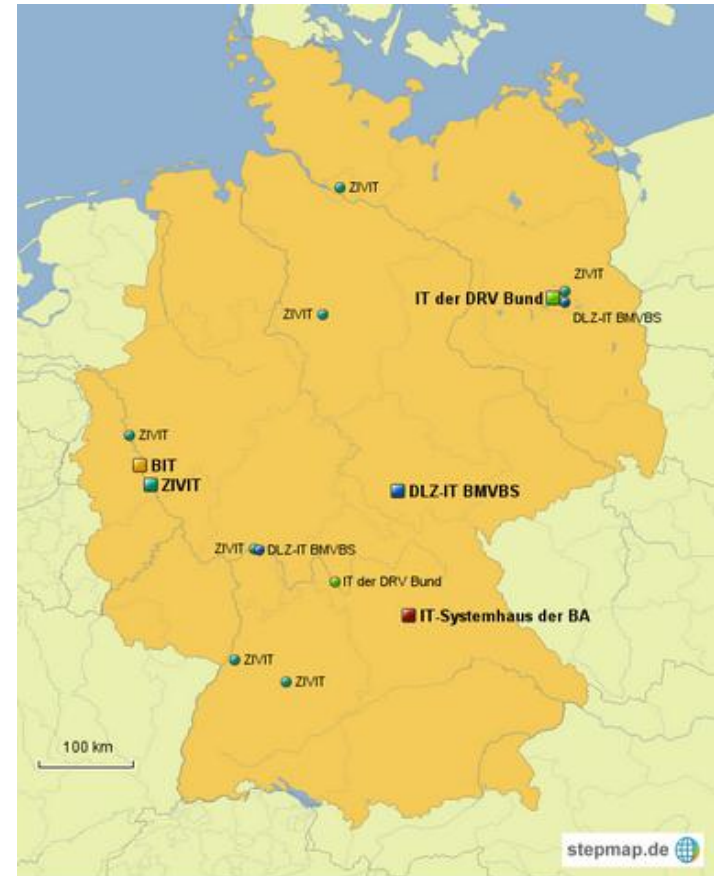 ZIVIT
ZIVIT
IT der DRV Bund
DLZ-IT BMVBS
ZIVIT
ZIVIT
BIT
ZIVIT
DLZ-IT BMVBS
ZIVIT
DLZ-IT BMVBS
IT der DRV Bund
IT-Systemhaus der BA
ZIVIT
ZIVIT
100 km
stepmap.de